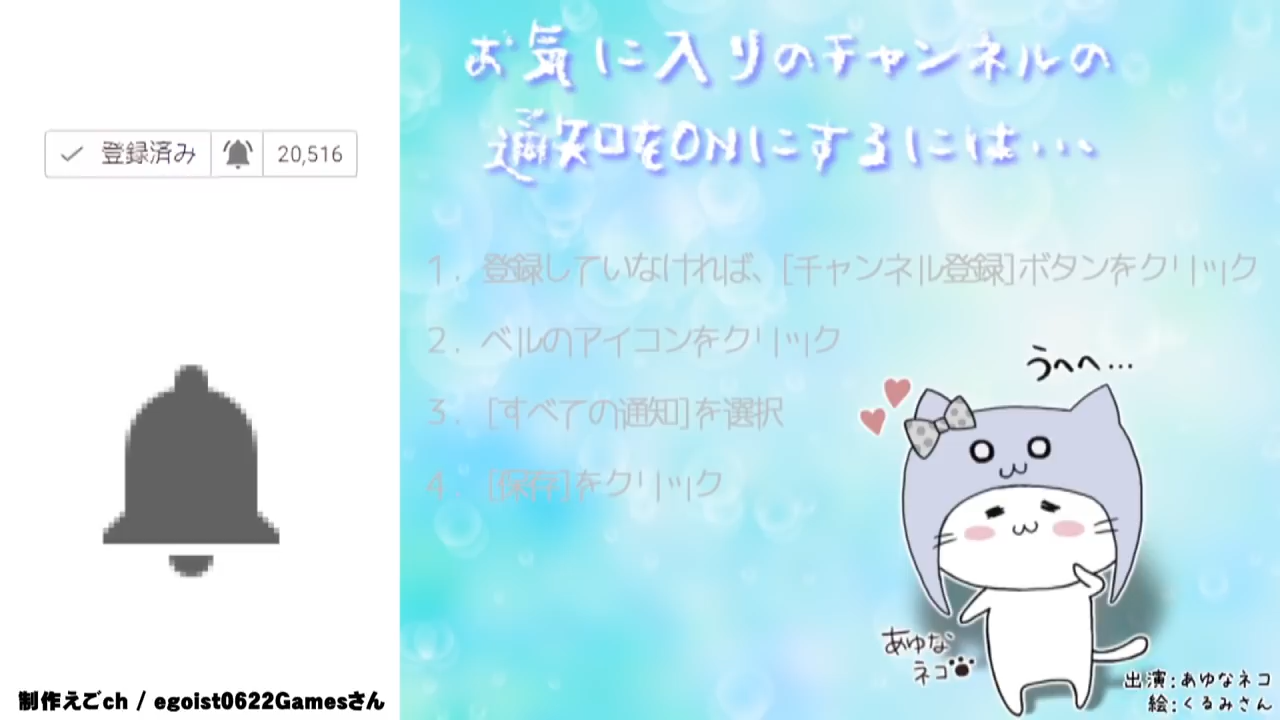 お気に入りのチャンネルの
通知をONにするには・・・
登録済み 20,516
1. 登録していなければ、[チャンネル登録]ボタンをクリック
2. ベルのアイコンをクリック
3. [すべての通知]を選択
4. [保存]をクリック
うへへ…
あゆな
ネコ
出演:あゆなネコ
絵:くるみさん
制作えごch / egoist0622Gamesさん